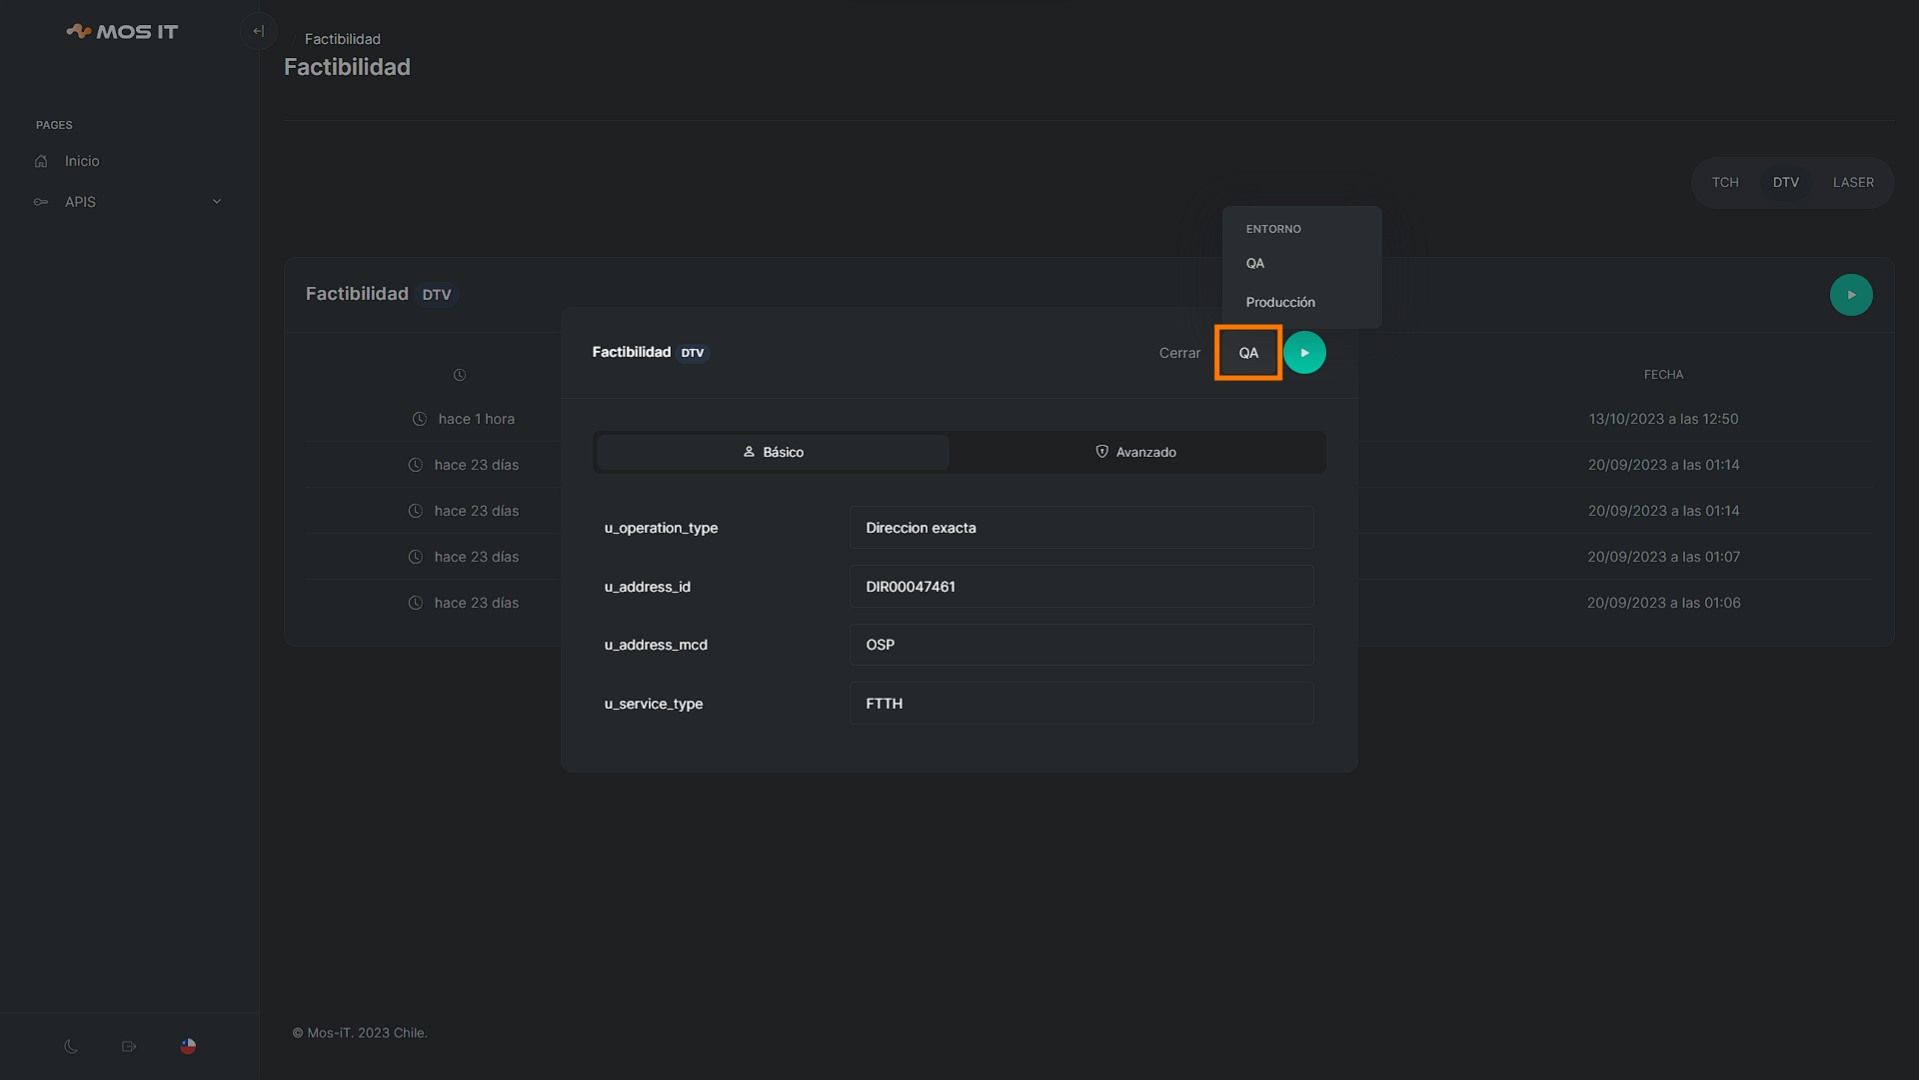 MOS IT
PAGES
Inicio
APIS
Factibilidad
Factibilidad
TCH DTV LASER
ENTORNO
QA
Producción
Factibilidad DTV
Factibilidad DTV
Cerrar QA
Básico Avanzado
u_operation_type Direccion exacta
u_address_id DIR00047461
u_address_mcd OSP
u_service_type FTTH
FECHA
hace 1 hora 13/10/2023 a las 12:50
hace 23 días 20/09/2023 a las 01:14
hace 23 días 20/09/2023 a las 01:14
hace 23 días 20/09/2023 a las 01:07
hace 23 días 20/09/2023 a las 01:06
© Mos-iT. 2023 Chile.